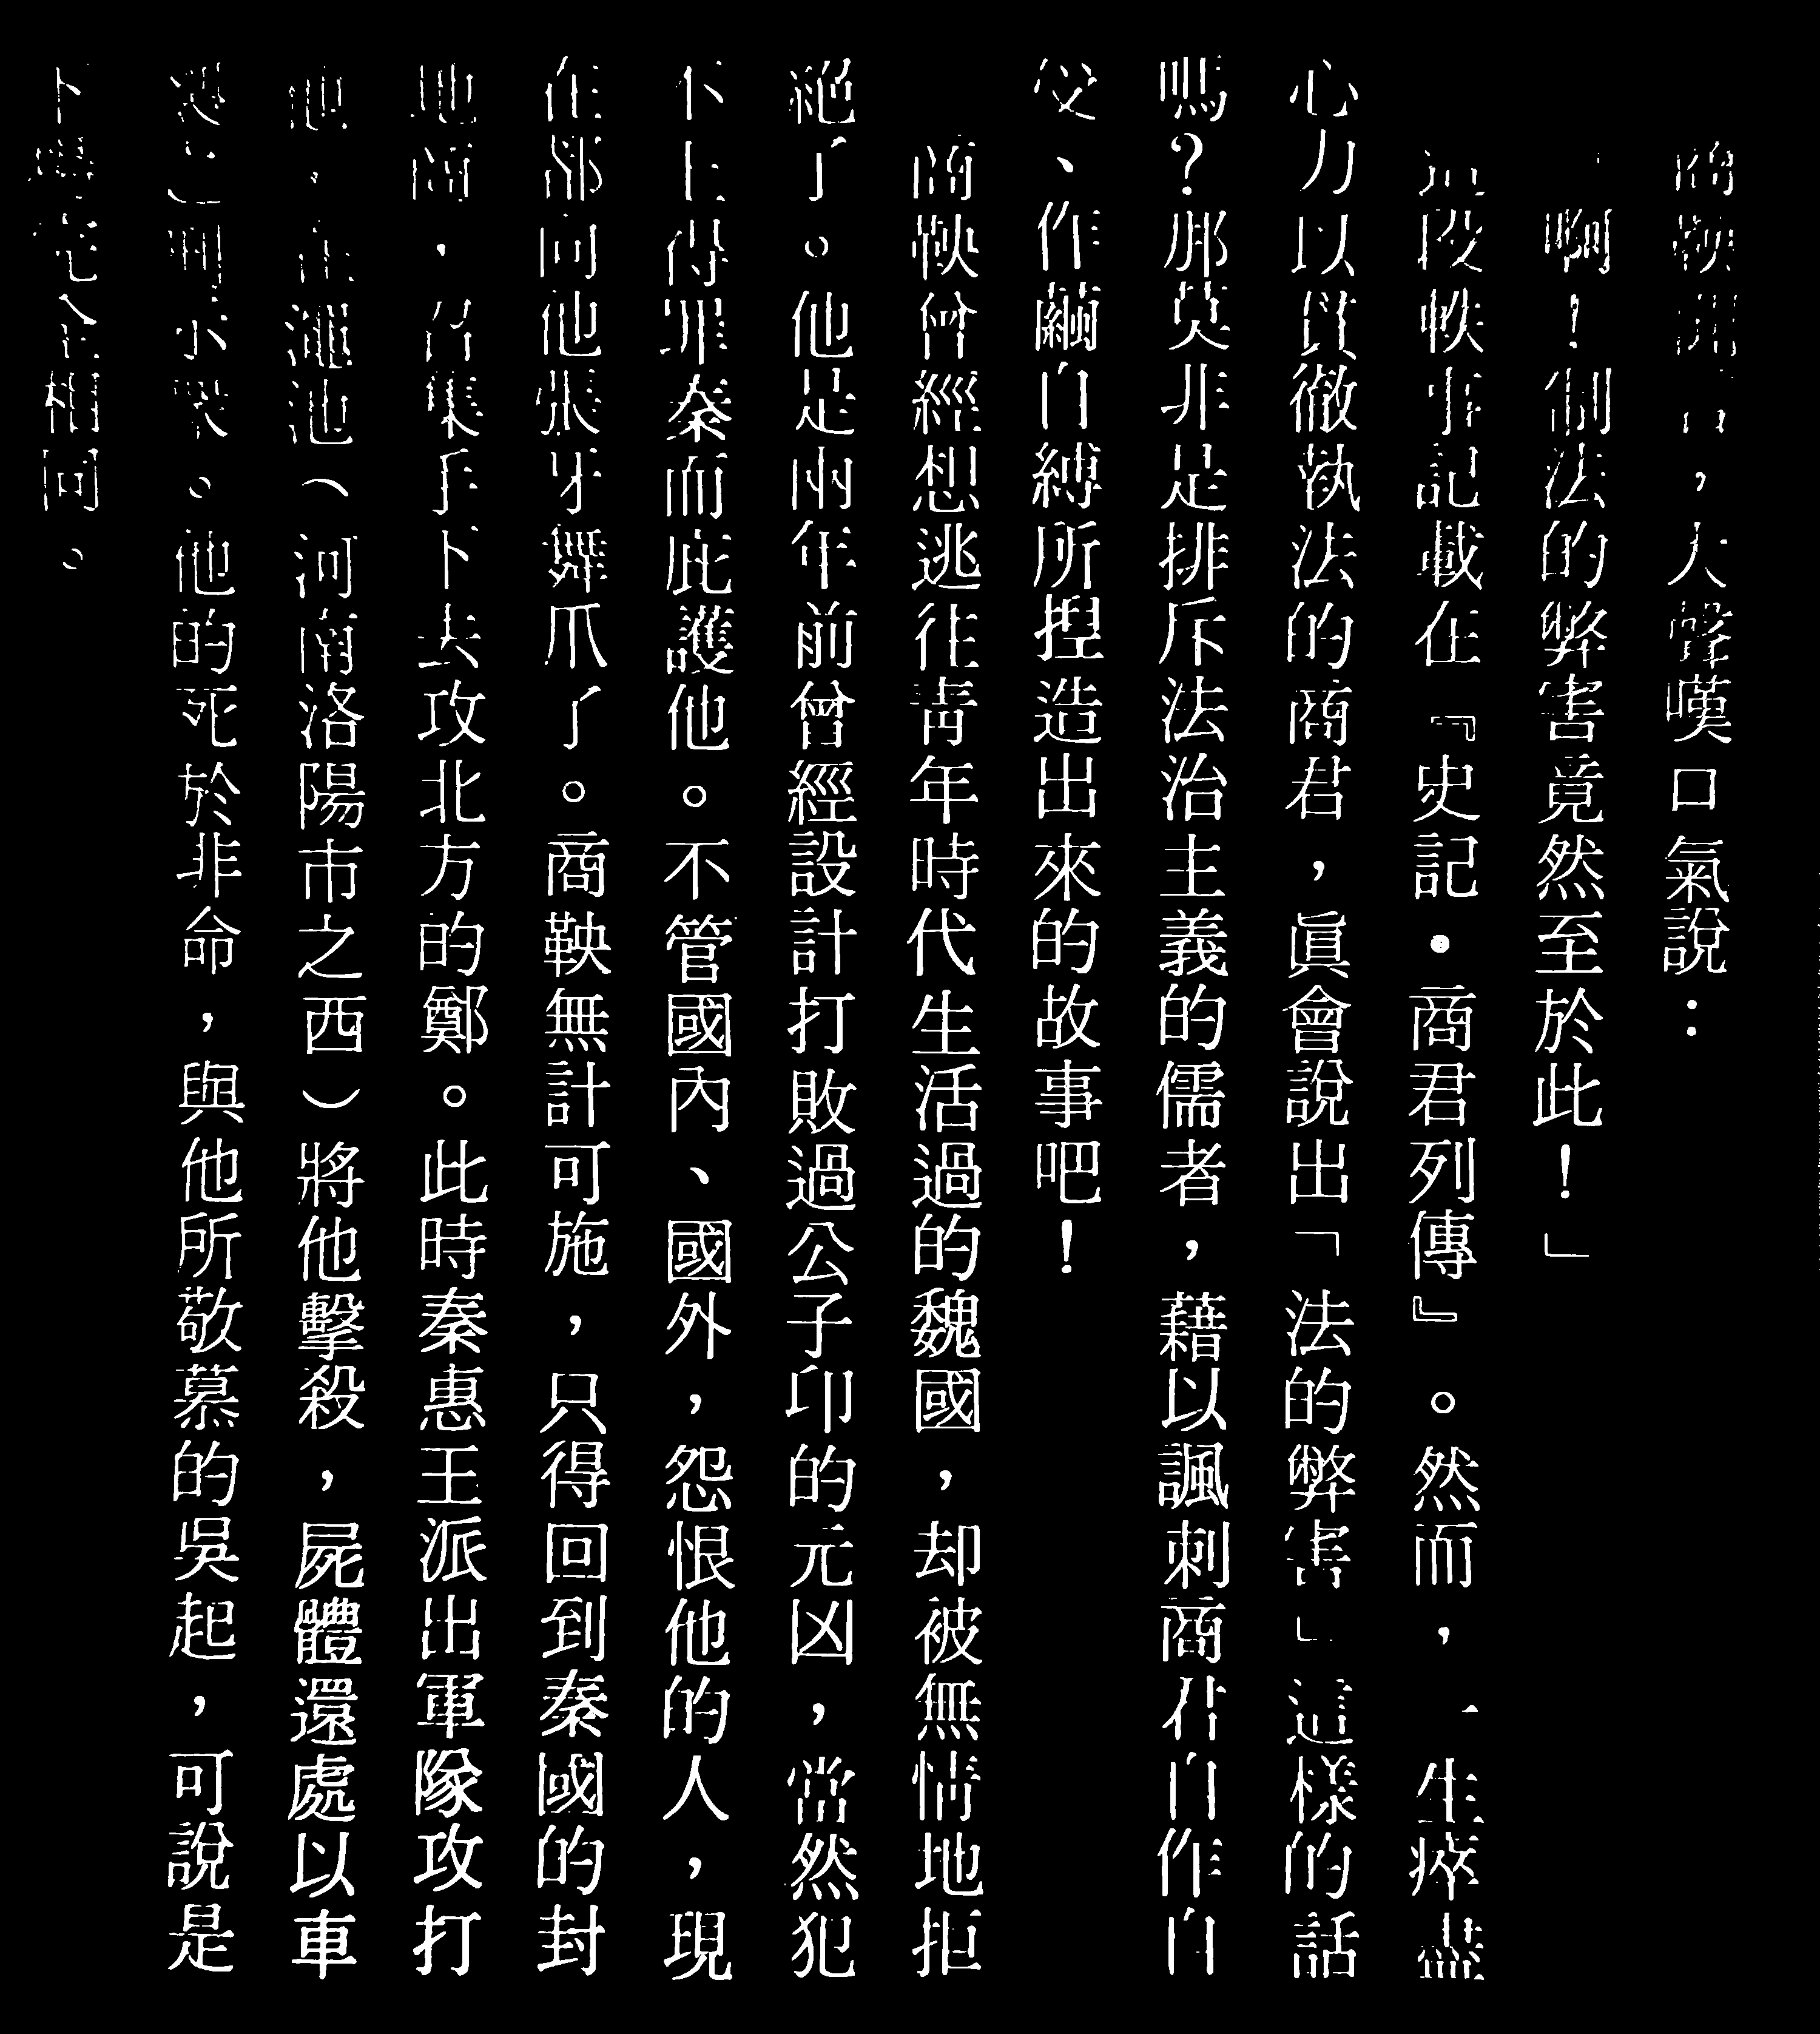 商鞅聞言,大聲嘆口氣說:
「啊!制法的弊害竟然至於此!」
這段軼事記載在『史記•商君列傳』。然而,一生瘁盡
心力以貫徹執法的商君,眞會說出「法的弊害」這樣的話
嗎?那莫非是排斥法治主義的儒者,藉以諷刺商君自作自
受、作繭自縛所揑造出來的故事吧!
商鞅曾經想逃往靑年時代生活過的魏國,却被無情地拒
絕了。他是兩年前曾經設計打敗過公子卬的元凶,當然犯
不上得罪秦而庇護他。不管國內、國外,怨恨他的人,現
在都向他張牙舞爪了。商鞅無計可施,只得回到秦國的封
地商,召集手下去攻北方的鄭。此時秦惠王派出軍隊攻打
他,在澠池(河南洛陽市之西)將他擊殺,屍體還處以車
裂之刑示眾。他的死於非命,與他所敬慕的吳起,可說是
下場完全相同。